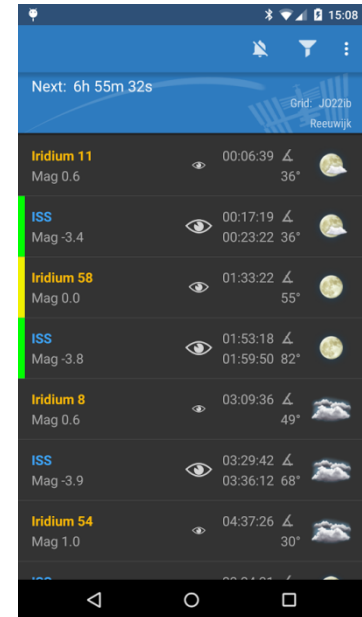 15:08
Next: 6h 55m 32s
Grid: JO22ib
Reeuwijk
Iridium 11 00:06:39
Mag 0.6 36°
ISS 00:17:19
Mag -3.4 00:23:22 36°
Iridium 58 01:33:22
Mag 0.0 55°
ISS 01:53:18
Mag -3.8 01:59:50 82°
Iridium 8 03:09:36
Mag 0.6 49°
ISS 03:29:42
Mag -3.9 03:36:12 68°
Iridium 54 04:37:26
Mag 1.0 30°
ISS